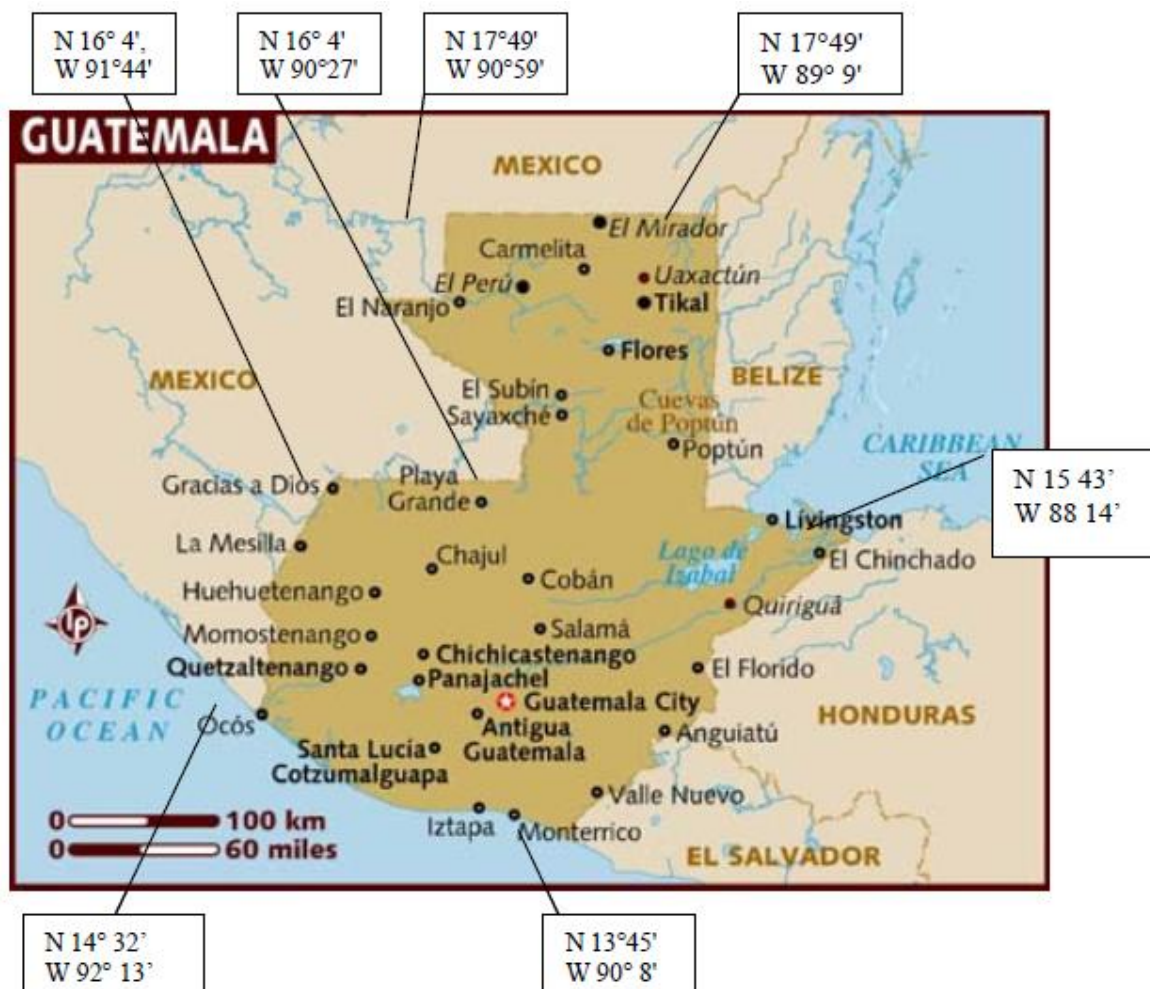 N 16° 4',
W 91°44'
N 16° 4'
W 90°27'
N 17°49'
W 90°59'
N 17°49'
W 89° 9'
GUATEMALA
MEXICO
El Mirador
Carmelita
Uaxactún
El Perú
El Naranjo
Tikal
Flores
MEXICO
BELIZE
El Subín
Sayaxché
Cuevas
de Poptún
Poptún
CARIBBEAN
SEA
N 15 43’
W 88 14’
Gracias a Dios
Playa
Grande
Livingston
La Mesilla
Chajul
Lago de
Izabal
El Chinchado
Cobán
Huehuetenango
Quiriguá
Momostenango
Salamá
Chichicastenango
Quetzaltenango
El Florido
Panajachel
PACIFIC
OCEAN
Guatemala City
HONDURAS
Ocós
Antigua
Guatemala
Anguiatú
Santa Lucía
Cotzumalguapa
Valle Nuevo
0 100 km
0 60 miles
Iztapa
Monterrico
EL SALVADOR
LP
N 14° 32’
W 92° 13’
N 13°45'
W 90° 8'